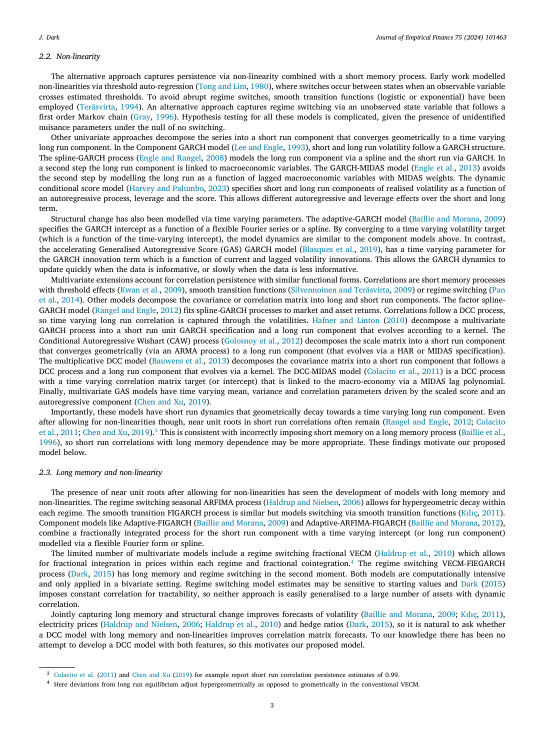 J. Dark
Journal of Empirical Finance 75 (2024) 101463
2.2. Non-linearity
The alternative approach captures persistence via non-linearity combined with a short memory process. Early work modelled
non-linearities via threshold auto-regression (Tong and Lim, 1980), where switches occur between states when an observable variable
crosses estimated thresholds. To avoid abrupt regime switches, smooth transition functions (logistic or exponential) have been
employed (Teräsvirta, 1994). An alternative approach captures regime switching via an unobserved state variable that follows a
first order Markov chain (Gray, 1996). Hypothesis testing for all these models is complicated, given the presence of unidentified
nuisance parameters under the null of no switching.
Other univariate approaches decompose the series into a short run component that converges geometrically to a time varying
long run component. In the Component GARCH model (Lee and Engle, 1993), short and long run volatility follow a GARCH structure.
The spline-GARCH process (Engle and Rangel, 2008) models the long run component via a spline and the short run via GARCH. In
a second step the long run component is linked to macroeconomic variables. The GARCH-MIDAS model (Engle et al., 2013) avoids
the second step by modelling the long run as a function of lagged macroeconomic variables with MIDAS weights. The dynamic
conditional score model (Harvey and Palumbo, 2023) specifies short and long run components of realised volatility as a function of
an autoregressive process, leverage and the score. This allows different autoregressive and leverage effects over the short and long
term.
Structural change has also been modelled via time varying parameters. The adaptive-GARCH model (Baillie and Morana, 2009)
specifies the GARCH intercept as a function of a flexible Fourier series or a spline. By converging to a time varying volatility target
(which is a function of the time-varying intercept), the model dynamics are similar to the component models above. In contrast,
the accelerating Generalised Autoregressive Score (GAS) GARCH model (Blasques et al., 2019), has a time varying parameter for
the GARCH innovation term which is a function of current and lagged volatility innovations. This allows the GARCH dynamics to
update quickly when the data is informative, or slowly when the data is less informative.
Multivariate extensions account for correlation persistence with similar functional forms. Correlations are short memory processes
with threshold effects (Kwan et al., 2009), smooth transition functions (Silvennoinen and Teräsvirta, 2009) or regime switching (Pan
et al., 2014). Other models decompose the covariance or correlation matrix into long and short run components. The factor spline-
GARCH model (Rangel and Engle, 2012) fits spline-GARCH processes to market and asset returns. Correlations follow a DCC process,
so time varying long run correlation is captured through the volatilities. Hafner and Linton (2010) decompose a multivariate
GARCH process into a short run unit GARCH specification and a long run component that evolves according to a kernel. The
Conditional Autoregressive Wishart (CAW) process (Golosnoy et al., 2012) decomposes the scale matrix into a short run component
that converges geometrically (via an ARMA process) to a long run component (that evolves via a HAR or MIDAS specification).
The multiplicative DCC model (Bauwens et al., 2013) decomposes the covariance matrix into a short run component that follows a
DCC process and a long run component that evolves via a kernel. The DCC-MIDAS model (Colacito et al., 2011) is a DCC process
with a time varying correlation matrix target (or intercept) that is linked to the macro-economy via a MIDAS lag polynomial.
Finally, multivariate GAS models have time varying mean, variance and correlation parameters driven by the scaled score and an
autoregressive component (Chen and Xu, 2019).
Importantly, these models have short run dynamics that geometrically decay towards a time varying long run component. Even
after allowing for non-linearities though, near unit roots in short run correlations often remain (Rangel and Engle, 2012; Colacito
et al., 2011; Chen and Xu, 2019).3 This is consistent with incorrectly imposing short memory on a long memory process (Baillie et al.,
1996), so short run correlations with long memory dependence may be more appropriate. These findings motivate our proposed
model below.
2.3. Long memory and non-linearity
The presence of near unit roots after allowing for non-linearities has seen the development of models with long memory and
non-linearities. The regime switching seasonal ARFIMA process (Haldrup and Nielsen, 2006) allows for hypergeometric decay within
each regime. The smooth transition FIGARCH process is similar but models switching via smooth transition functions (Kılıç, 2011).
Component models like Adaptive-FIGARCH (Baillie and Morana, 2009) and Adaptive-ARFIMA-FIGARCH (Baillie and Morana, 2012),
combine a fractionally integrated process for the short run component with a time varying intercept (or long run component)
modelled via a flexible Fourier form or spline.
The limited number of multivariate models include a regime switching fractional VECM (Haldrup et al., 2010) which allows
for fractional integration in prices within each regime and fractional cointegration.4 The regime switching VECM-FIEGARCH
process (Dark, 2015) has long memory and regime switching in the second moment. Both models are computationally intensive
and only applied in a bivariate setting. Regime switching model estimates may be sensitive to starting values and Dark (2015)
imposes constant correlation for tractability, so neither approach is easily generalised to a large number of assets with dynamic
correlation.
Jointly capturing long memory and structural change improves forecasts of volatility (Baillie and Morana, 2009; Kılıç, 2011),
electricity prices (Haldrup and Nielsen, 2006; Haldrup et al., 2010) and hedge ratios (Dark, 2015), so it is natural to ask whether
a DCC model with long memory and non-linearities improves correlation matrix forecasts. To our knowledge there has been no
attempt to develop a DCC model with both features, so this motivates our proposed model.
3 Colacito et al. (2011) and Chen and Xu (2019) for example report short run correlation persistence estimates of 0.99.
4 Here deviations from long run equilibrium adjust hypergeometrically as opposed to geometrically in the conventional VECM.
3